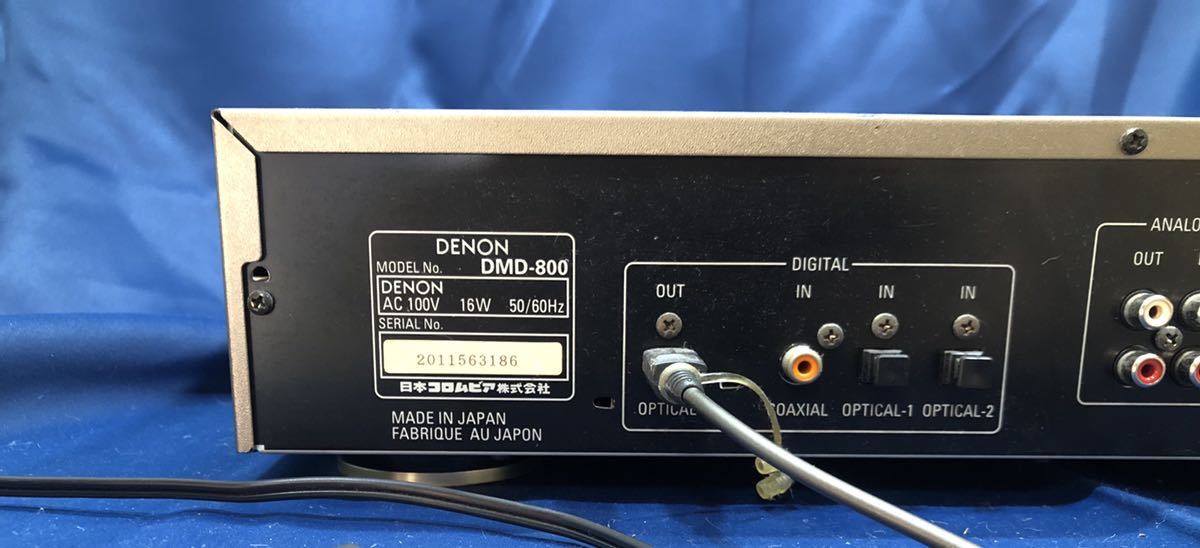 DENON
MODEL No. DMD-800
DENON
AC 100V 16W 50/60Hz
SERIAL No.
2011563186
日本コロムビア株式会社
MADE IN JAPAN
FABRIQUE AU JAPON
DIGITAL
OUT IN IN IN
OPTICAL COAXIAL OPTICAL-1 OPTICAL-2
ANALO
OUT